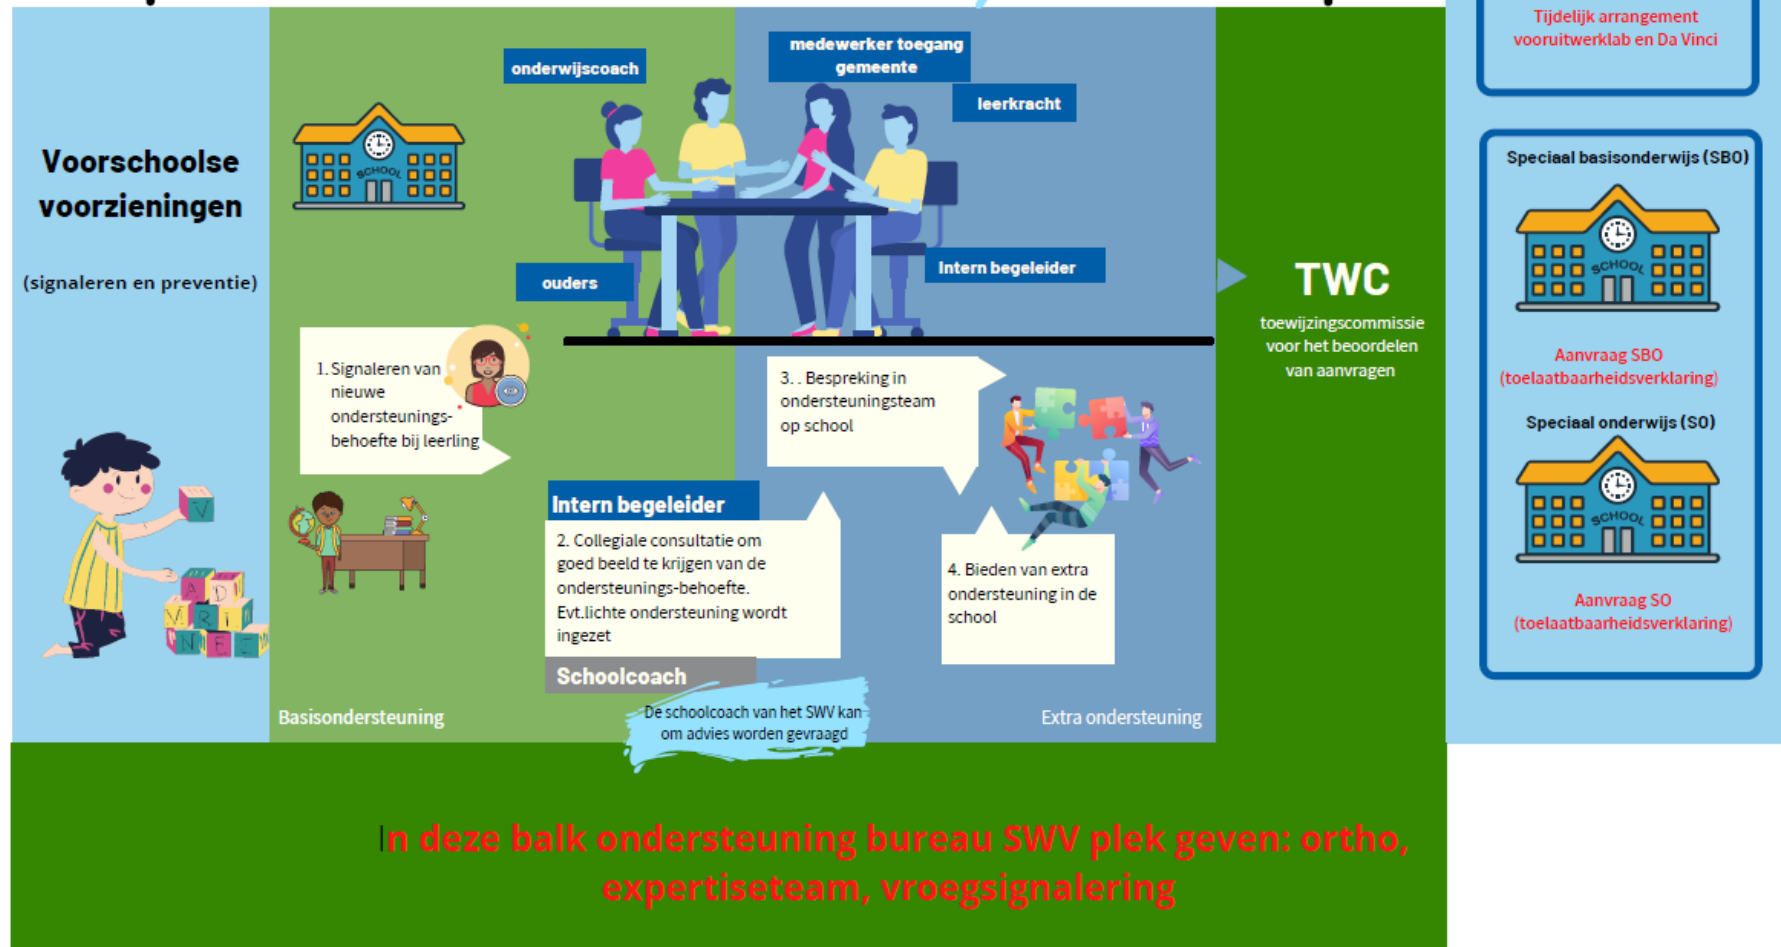 Tijdelijk arrangement
vooruitwerklab en Da Vinci
onderwijscoach
medewerker toegang
gemeente
leerkracht
Voorschoolse
voorzieningen
(signaleren en preventie)
SCHOOL
ouders
Intern begeleider
TWC
toewijzingscommissie
voor het beoordelen
van aanvragen
Speciaal basisonderwijs (SBO)
SCHOOL
Aanvraag SBO
(toelaatbaarheidsverklaring)
Speciaal onderwijs (SO)
SCHOOL
Aanvraag SO
(toelaatbaarheidsverklaring)
1. Signaleren van
nieuwe
ondersteunings-
behoefte bij leerling
3. . Bespreking in
ondersteuningsteam
op school
Intern begeleider
2. Collegiale consultatie om
goed beeld te krijgen van de
ondersteunings-behoefte.
Evt.lichte ondersteuning wordt
ingezet
4. Bieden van extra
ondersteuning in de
school
Schoolcoach
De schoolcoach van het SWV kan
om advies worden gevraagd
Basisondersteuning
Extra ondersteuning
V
A D
V R I
N E E
In deze balk ondersteuning bureau SWV plek geven: ortho,
expertiseteam, vroegsignalering